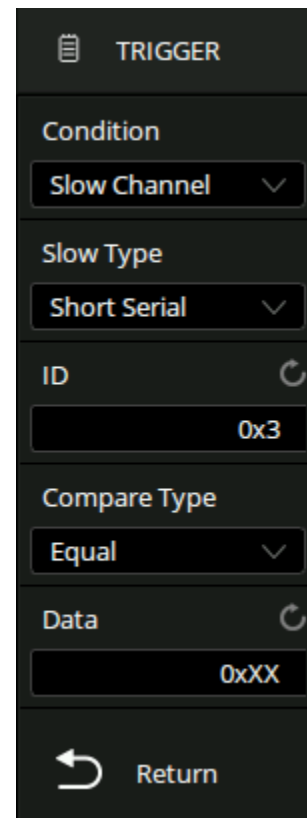 TRIGGER
Condition
Slow Channel
Slow Type
Short Serial
ID
0x3
Compare Type
Equal
Data
0xXX
Return